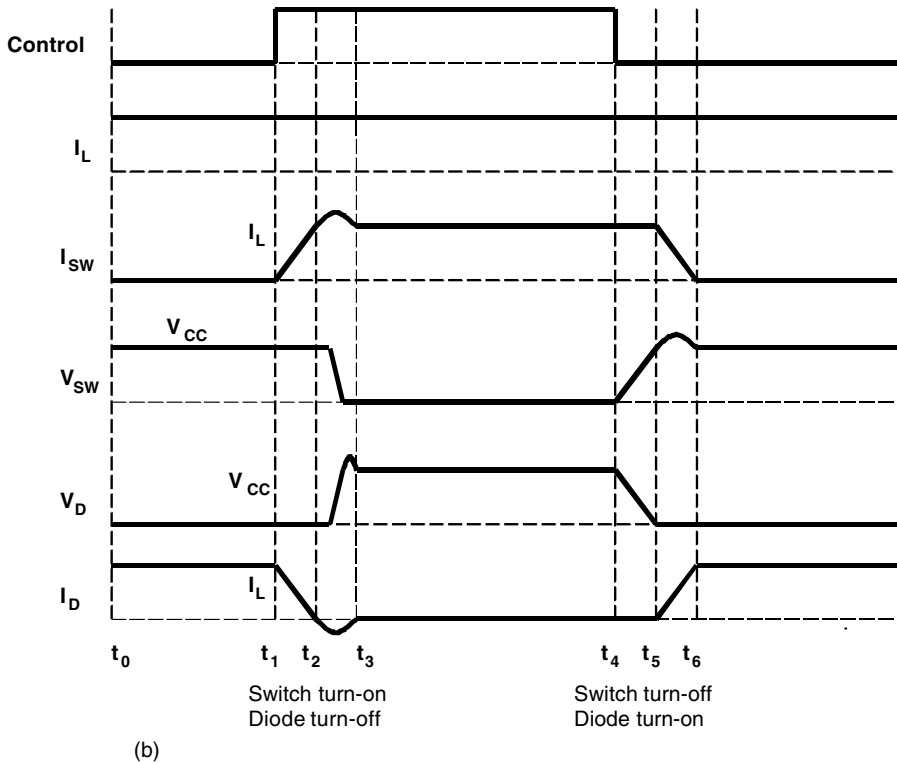 Control
I_L
I_L
I_SW
V_CC
V_SW
V_CC
V_D
I_L
I_D
t_0 t_1 t_2 t_3 t_4 t_5 t_6
Switch turn-on Switch turn-off
Diode turn-off Diode turn-on
(b)